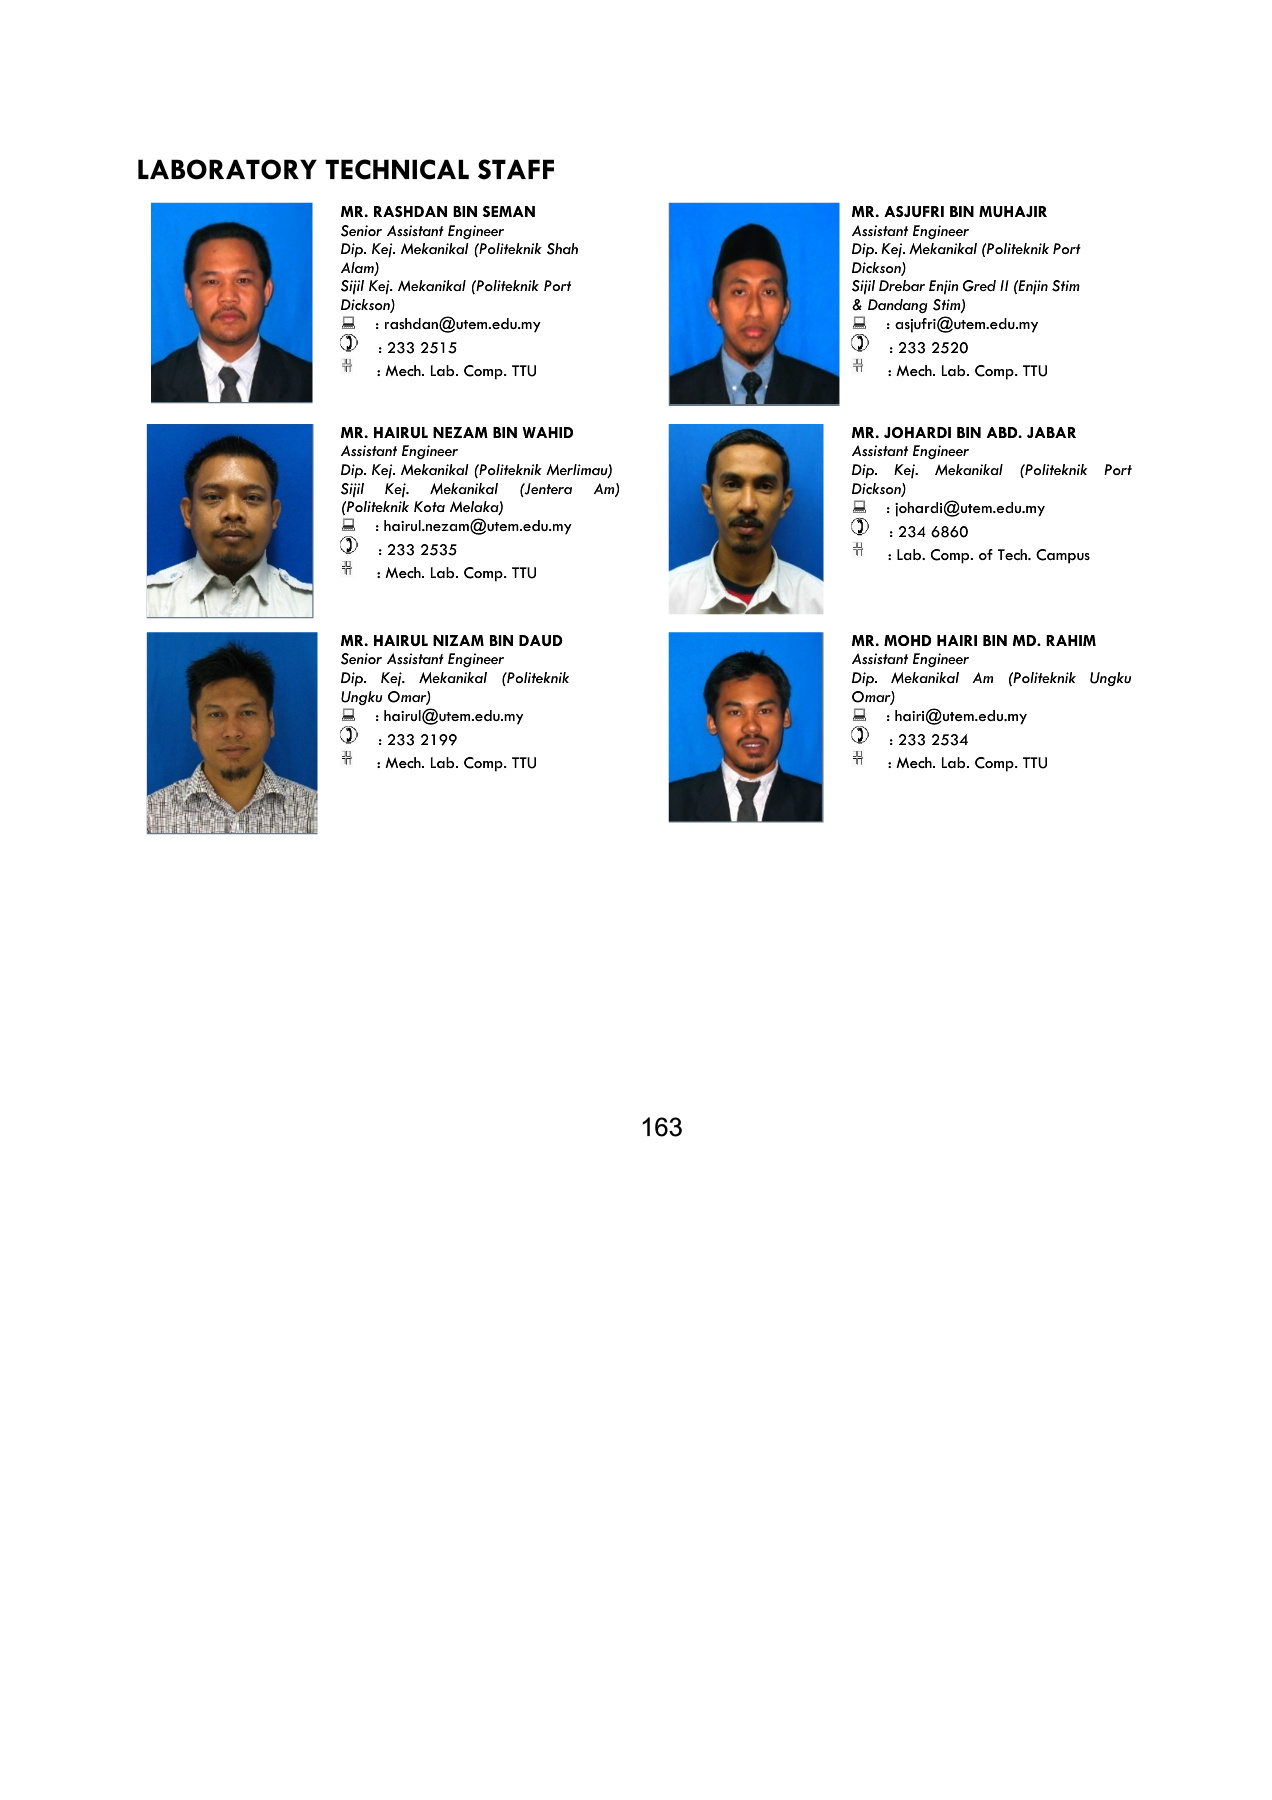 LABORATORY TECHNICAL STAFF
MR. RASHDAN BIN SEMAN
Senior Assistant Engineer
Dip. Kej. Mekanikal (Politeknik Shah
Alam)
Sijil Kej. Mekanikal (Politeknik Port
Dickson)
: rashdan@utem.edu.my
: 233 2515
: Mech. Lab. Comp. TTU
MR. ASJUFRI BIN MUHAJIR
Assistant Engineer
Dip. Kej. Mekanikal (Politeknik Port
Dickson)
Sijil Drebar Enjin Gred II (Enjin Stim
& Dandang Stim)
: asjufri@utem.edu.my
: 233 2520
: Mech. Lab. Comp. TTU
MR. HAIRUL NEZAM BIN WAHID
Assistant Engineer
Dip. Kej. Mekanikal (Politeknik Merlimau)
Sijil Kej. Mekanikal (Jentera Am)
(Politeknik Kota Melaka)
: hairul.nezam@utem.edu.my
: 233 2535
: Mech. Lab. Comp. TTU
MR. JOHARDI BIN ABD. JABAR
Assistant Engineer
Dip. Kej. Mekanikal (Politeknik Port
Dickson)
: johardi@utem.edu.my
: 234 6860
: Lab. Comp. of Tech. Campus
MR. HAIRUL NIZAM BIN DAUD
Senior Assistant Engineer
Dip. Kej. Mekanikal (Politeknik
Ungku Omar)
: hairul@utem.edu.my
: 233 2199
: Mech. Lab. Comp. TTU
MR. MOHD HAIRI BIN MD. RAHIM
Assistant Engineer
Dip. Mekanikal Am (Politeknik Ungku
Omar)
: hairi@utem.edu.my
: 233 2534
: Mech. Lab. Comp. TTU
163